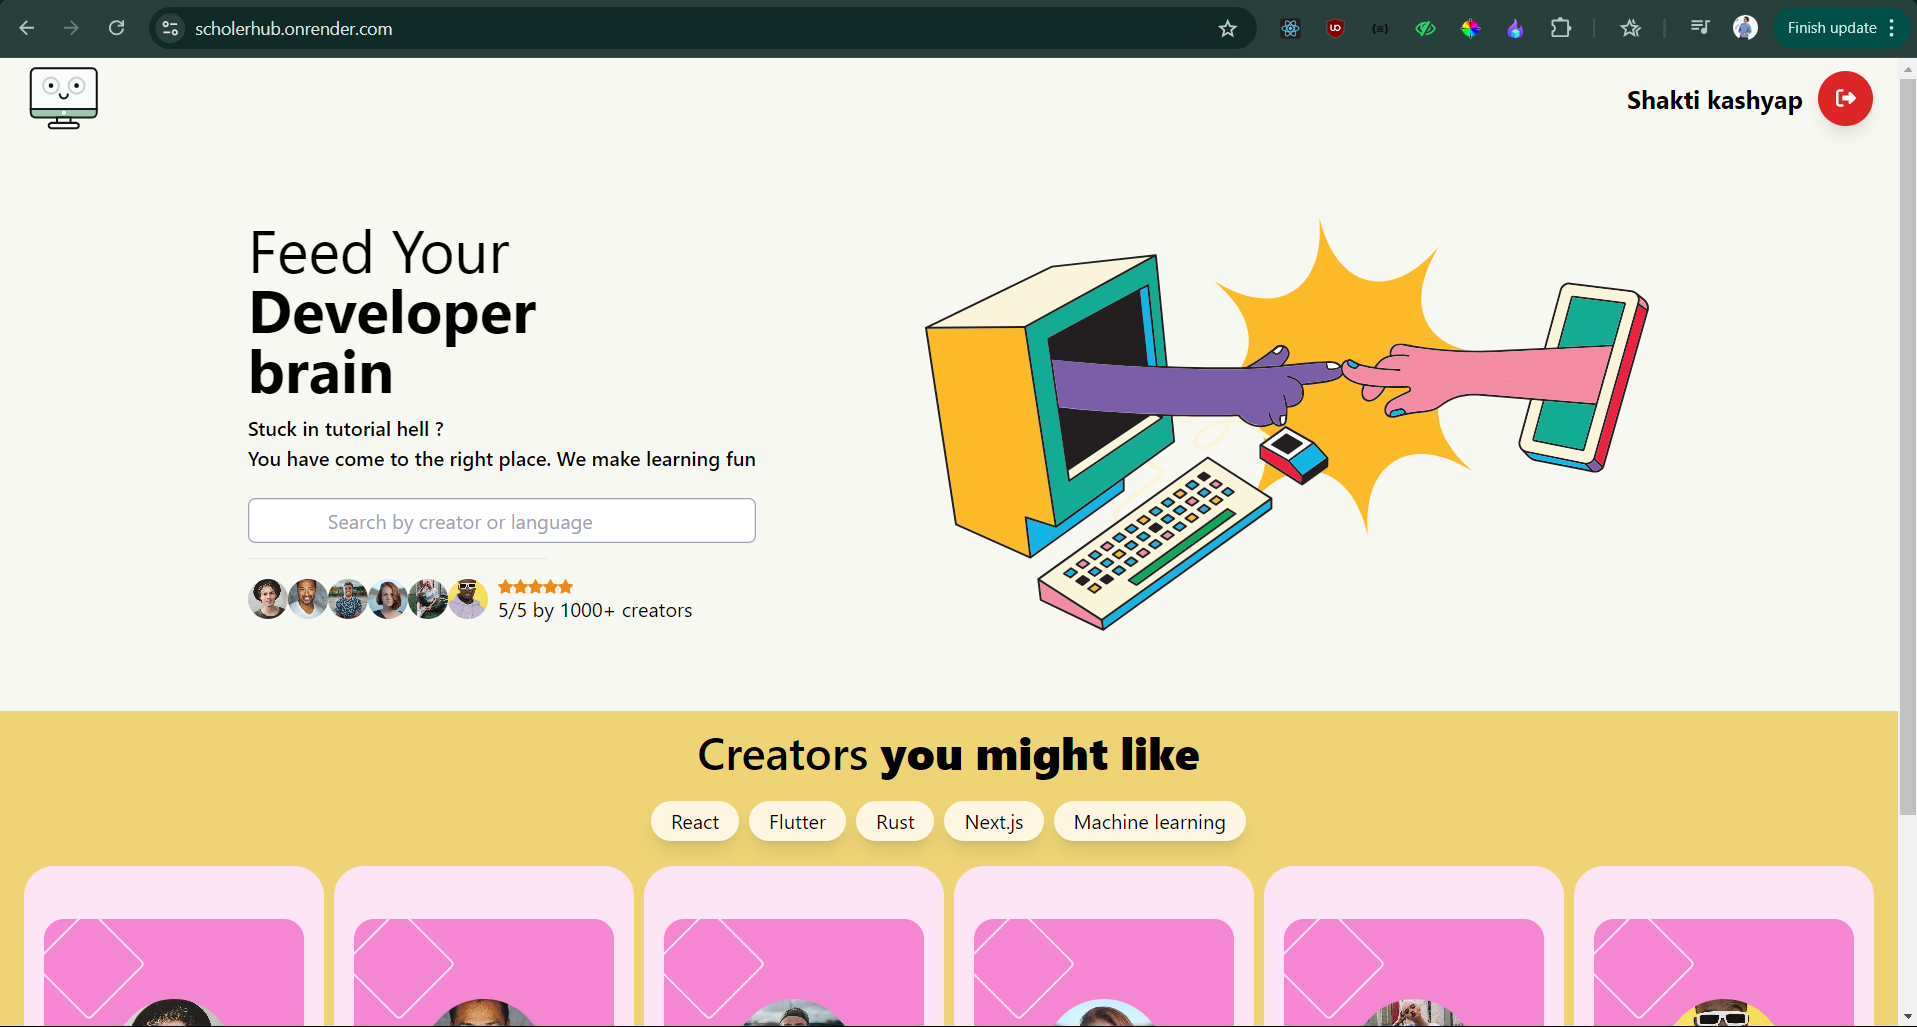 scholerhub.onrender.com
Finish update
Shakti kashyap
Feed Your
Developer
brain
Stuck in tutorial hell ?
You have come to the right place. We make learning fun
Search by creator or language
5/5 by 1000+ creators
Creators you might like
React
Flutter
Rust
Next.js
Machine learning